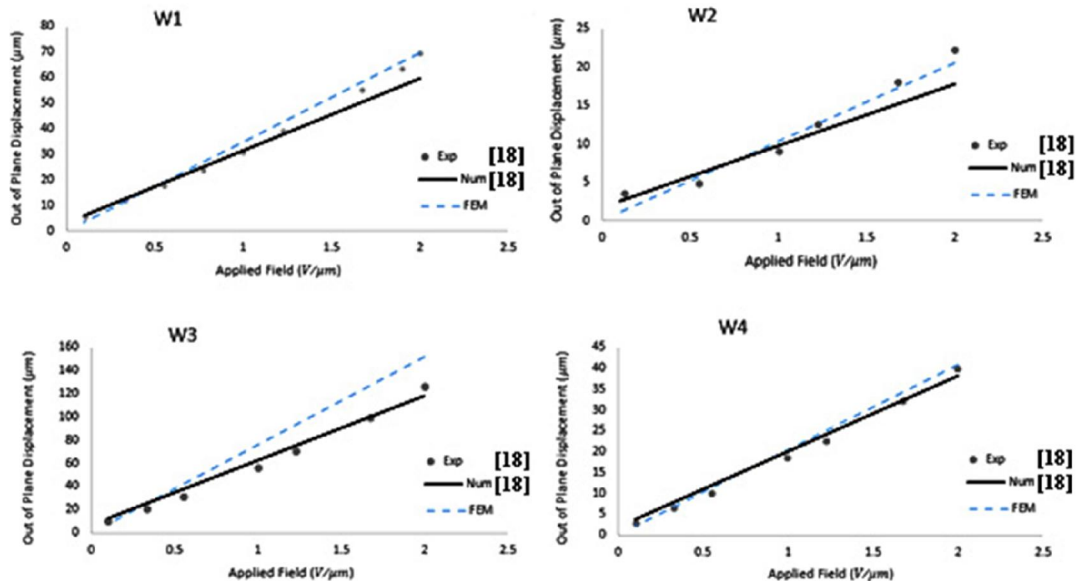 W1
Out of Plane Displacement (μm)
80
70
60
50
40
30
20
10
0
0 0.5 1 1.5 2 2.5
Applied Field (V/μm)
Exp [18]
Num [18]
FEM
W2
Out of Plane Displacement (μm)
25
20
15
10
5
0
0 0.5 1 1.5 2 2.5
Applied Field (V/μm)
Exp [18]
Num [18]
FEM
W3
Out of Plane Displacement (μm)
160
140
120
100
80
60
40
20
0
0 0.5 1 1.5 2 2.5
Applied Field (V/μm)
Exp [18]
Num [18]
FEM
W4
Out of Plane Displacement (μm)
45
40
35
30
25
20
15
10
5
0
0 0.5 1 1.5 2 2.5
Applied Field (V/μm)
Exp [18]
Num [18]
FEM